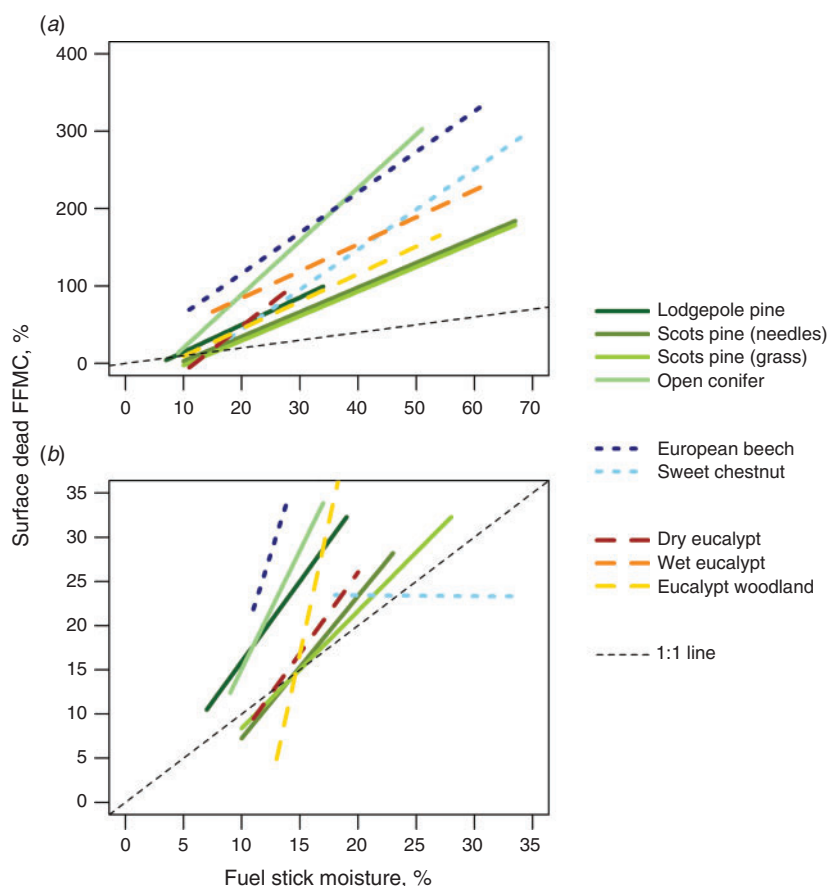 (a)
400
300
200
100
0
0 10 20 30 40 50 60 70
(b)
35
30
25
20
15
10
5
0
0 5 10 15 20 25 30 35
Surface dead FFMC, %
Fuel stick moisture, %
Lodgepole pine
Scots pine (needles)
Scots pine (grass)
Open conifer
European beech
Sweet chestnut
Dry eucalypt
Wet eucalypt
Eucalypt woodland
1:1 line